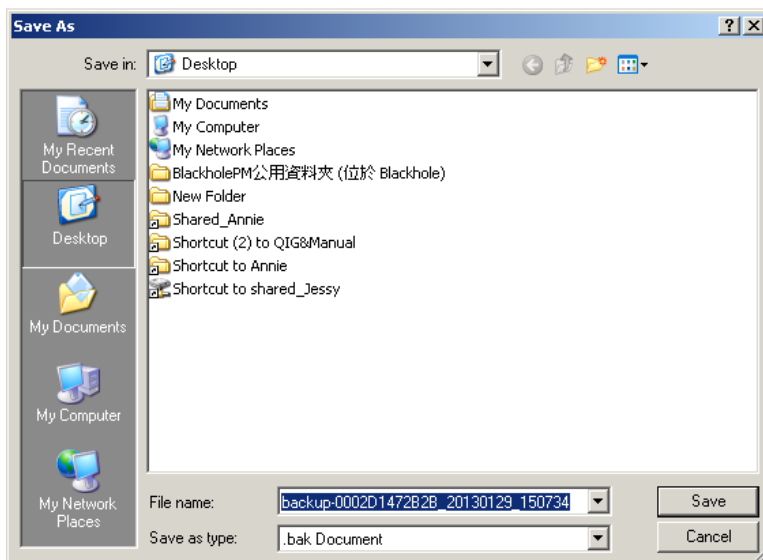 Save As
Save in: Desktop
My Recent Documents
Desktop
My Documents
My Computer
My Network Places
My Documents
My Computer
My Network Places
BlackholePM公用資料夾 (位於 Blackhole)
New Folder
Shared_Annie
Shortcut (2) to QIG&Manual
Shortcut to Annie
Shortcut to shared_Jessy
File name: backup-0002D1472B2B_20130129_150734 Save
Save as type: .bak Document Cancel